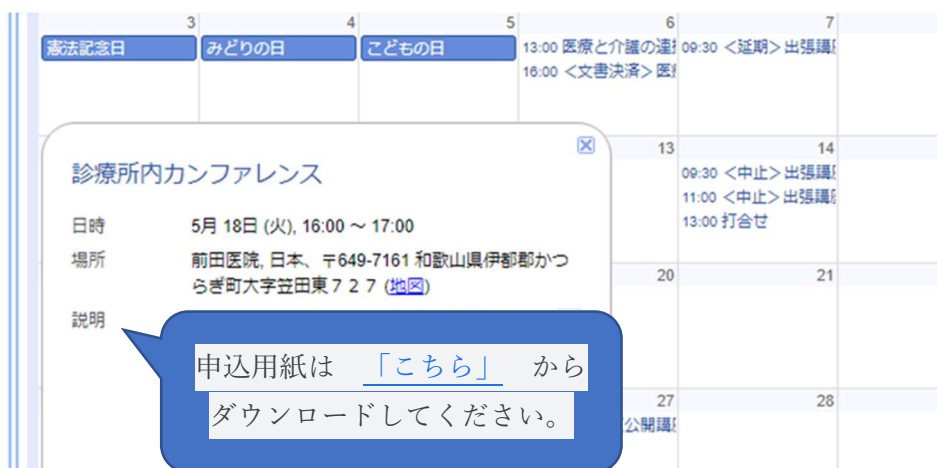 3 4 5 6 7
憲法記念日 みどりの日 こどもの日 13:00 医療と介護の連 09:30 ＜延期＞出張講
16:00 ＜文書決済＞医
13 14
診療所内カンファレンス
09:30 ＜中止＞出張講
11:00 ＜中止＞出張講
日時 5月 18日 (火), 16:00 ～ 17:00
13:00 打合せ
場所 前田医院, 日本、〒649-7161 和歌山県伊都郡かつ
らぎ町大字笠田東７２７ (地図)
20 21
説明
申込用紙は 「こちら」 から
ダウンロードしてください。
27 28
公開講